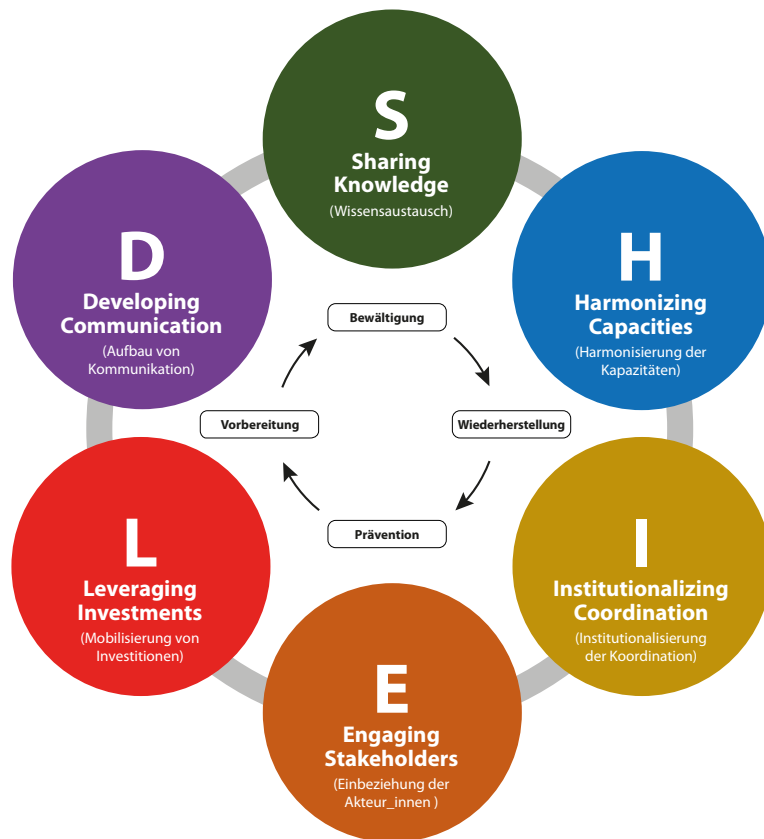 S
Sharing
Knowledge
(Wissensaustausch)
H
Harmonizing
Capacities
(Harmonisierung der
Kapazitäten)
I
Institutionalizing
Coordination
(Institutionalisierung
der Koordination)
E
Engaging
Stakeholders
(Einbeziehung der
Akteur_innen )
L
Leveraging
Investments
(Mobilisierung von
Investitionen)
D
Developing
Communication
(Aufbau von
Kommunikation)
Bewältigung
Wiederherstellung
Prävention
Vorbereitung